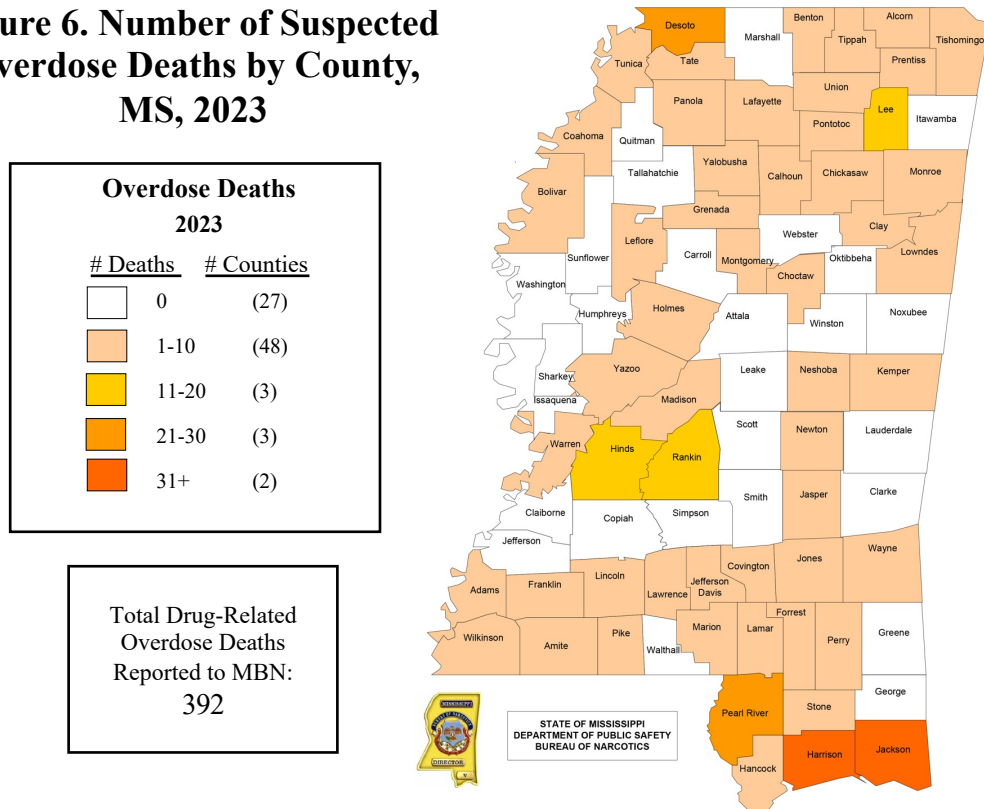 ure 6. Number of Suspected
verdose Deaths by County,
MS, 2023
Overdose Deaths
2023
# Deaths # Counties
0 (27)
1-10 (48)
11-20 (3)
21-30 (3)
31+ (2)
Total Drug-Related
Overdose Deaths
Reported to MBN:
392
Desoto
Marshall
Benton
Alcorn
Tippah
Tishomingo
Tunica
Tate
Prentiss
Union
Panola
Lafayette
Lee
Itawamba
Pontotoc
Coahoma
Quitman
Yalobusha
Tallahatchie
Calhoun
Chickasaw
Monroe
Bolivar
Grenada
Clay
Webster
Leflore
Lowndes
Sunflower
Carroll
Montgomery
Oktibbeha
Choctaw
Washington
Humphreys
Holmes
Attala
Winston
Noxubee
Sharkey
Yazoo
Leake
Neshoba
Kemper
Issaquena
Madison
Scott
Newton
Lauderdale
Warren
Hinds
Rankin
Smith
Jasper
Clarke
Claiborne
Copiah
Simpson
Jefferson
Wayne
Jones
Covington
Lincoln
Franklin
Adams
Lawrence
Jefferson
Davis
Forrest
Marion
Lamar
Perry
Greene
Wilkinson
Amite
Pike
Walthall
George
Pearl River
Stone
Harrison
Jackson
Hancock
MISSISSIPPI
BUREAU OF NARCOTICS
DIRECTOR
STATE OF MISSISSIPPI
DEPARTMENT OF PUBLIC SAFETY
BUREAU OF NARCOTICS